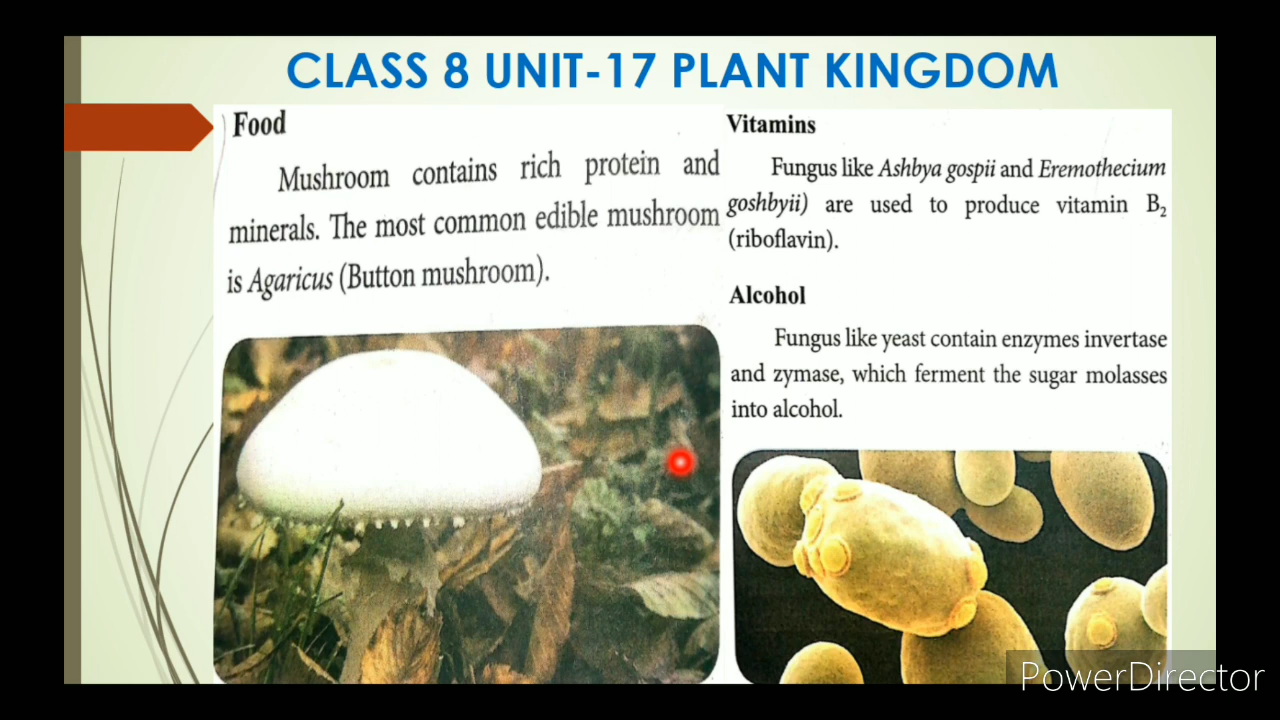 CLASS 8 UNIT-17 PLANT KINGDOM
Food
Mushroom contains rich protein and
minerals. The most common edible mushroom
is Agaricus (Button mushroom).
Vitamins
Fungus like Ashbya gospii and Eremothecium
goshbyii) are used to produce vitamin B₂
(riboflavin).
Alcohol
Fungus like yeast contain enzymes invertase
and zymase, which ferment the sugar molasses
into alcohol.
PowerDirector